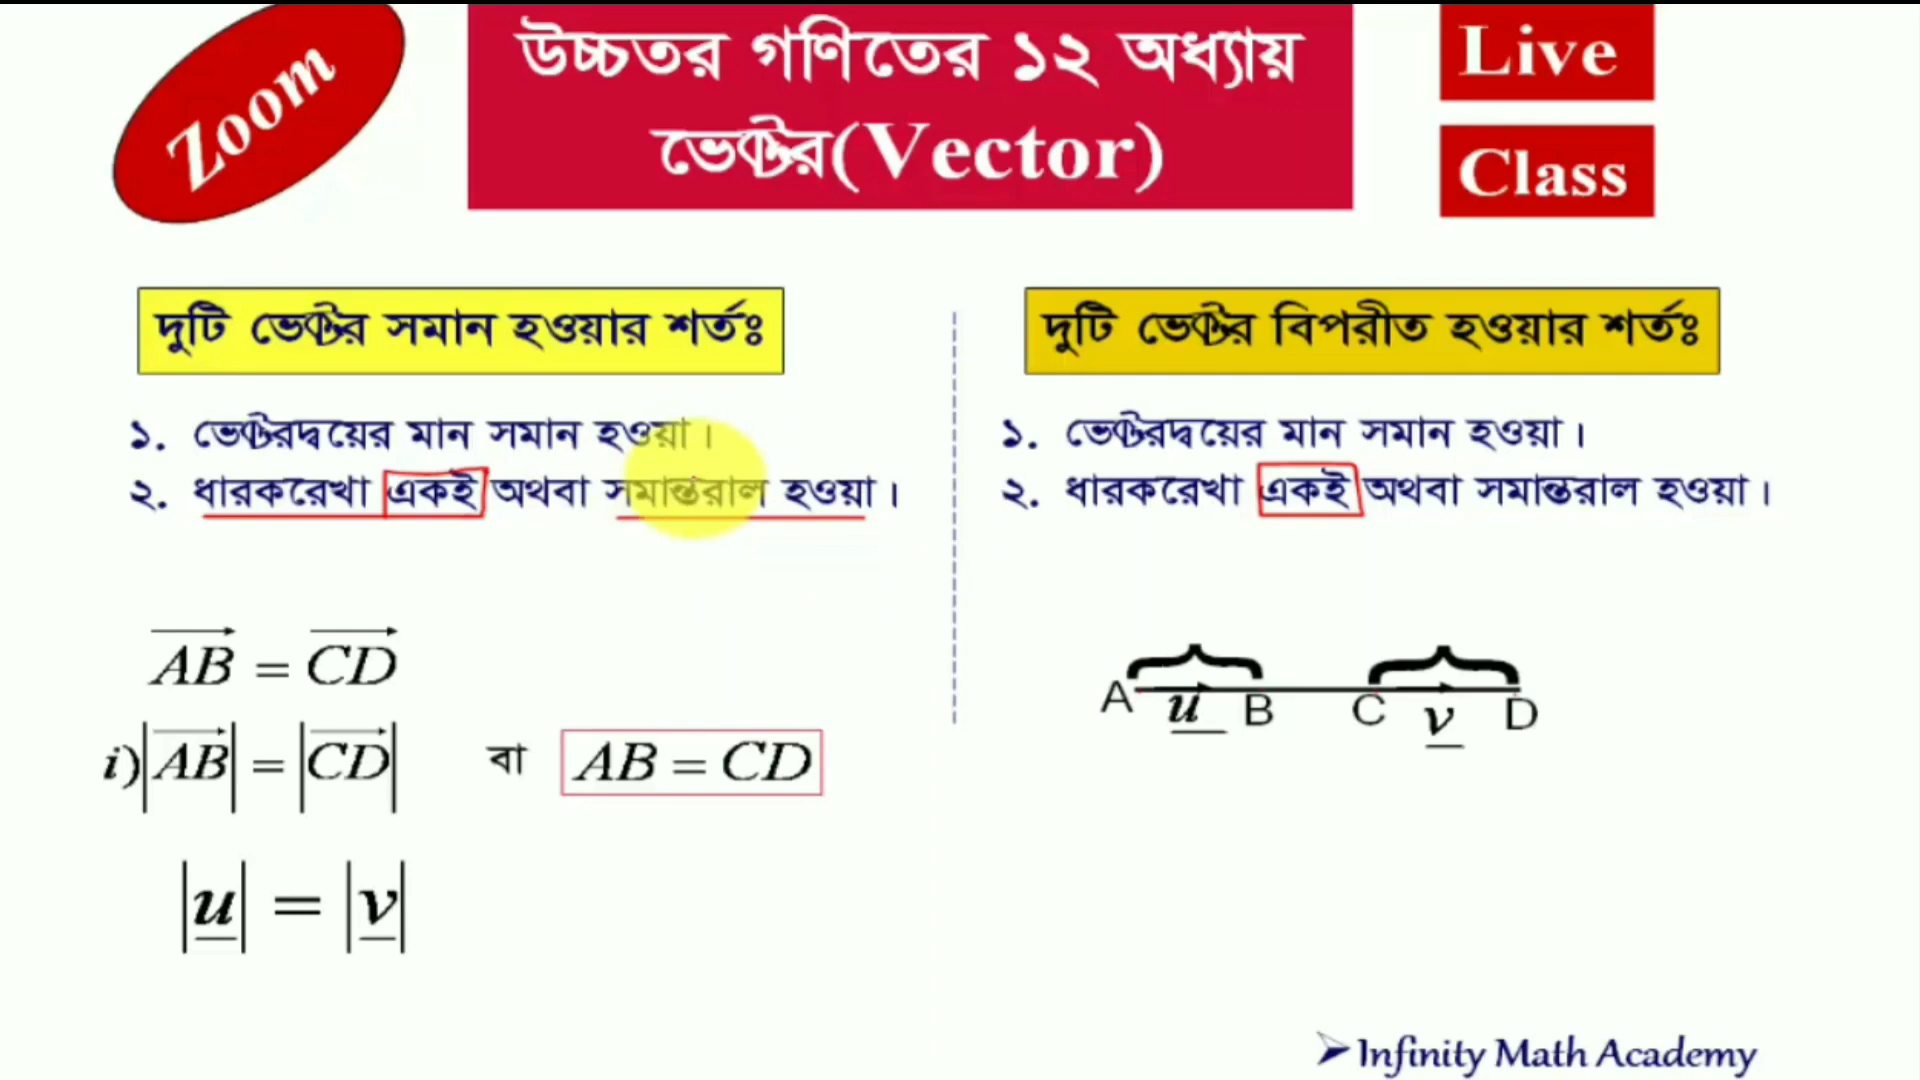 Zoom
উচ্চতর গণিতের ১২ অধ্যায়
ভেক্টর(Vector)
Live
Class
দুটি ভেক্টর সমান হওয়ার শর্তঃ
১. ভেক্টরদ্বয়ের মান সমান হওয়া।
২. ধারকরেখা একই অথবা সমান্তরাল হওয়া।
AB = CD
i)|AB| = |CD| বা AB = CD
|u| = |v|
দুটি ভেক্টর বিপরীত হওয়ার শর্তঃ
১. ভেক্টরদ্বয়ের মান সমান হওয়া।
২. ধারকরেখা একই অথবা সমান্তরাল হওয়া।
A u B C v D
Infinity Math Academy